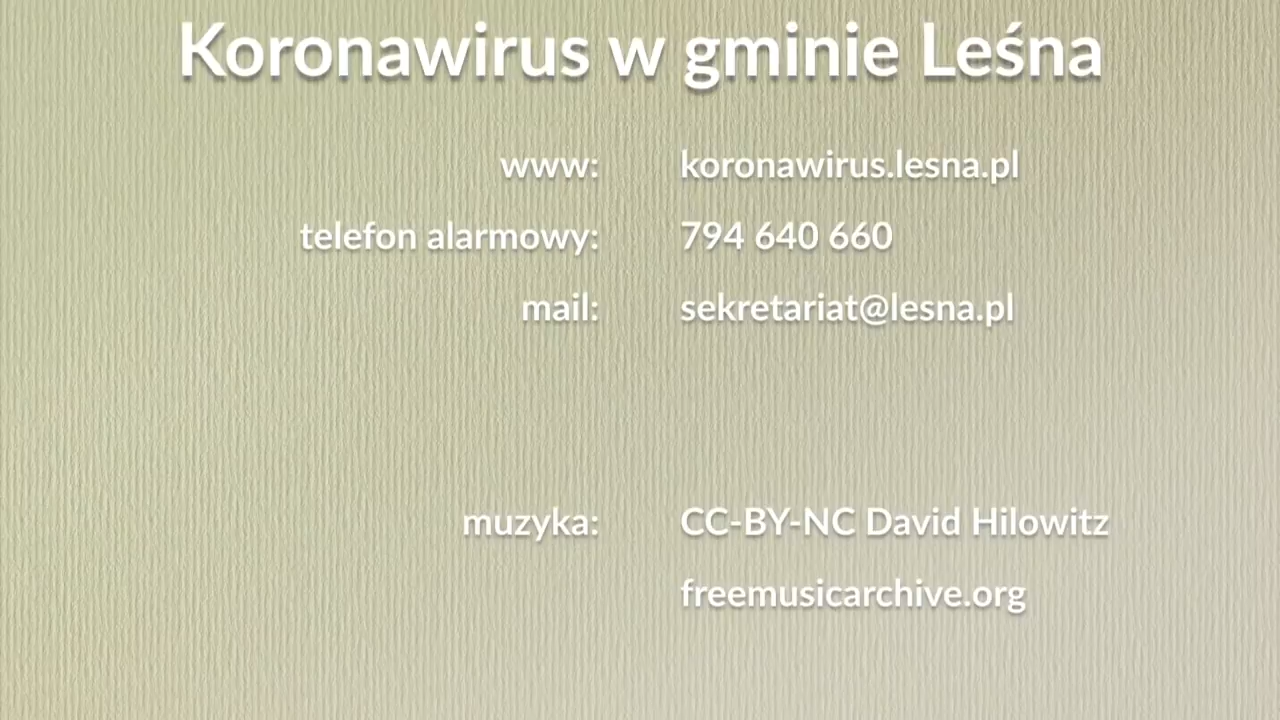 Koronawirus w gminie Leśna
www: koronawirus.lesna.pl
telefon alarmowy: 794 640 660
mail: sekretariat@lesna.pl
muzyka: CC-BY-NC David Hilowitz
freemusicarchive.org